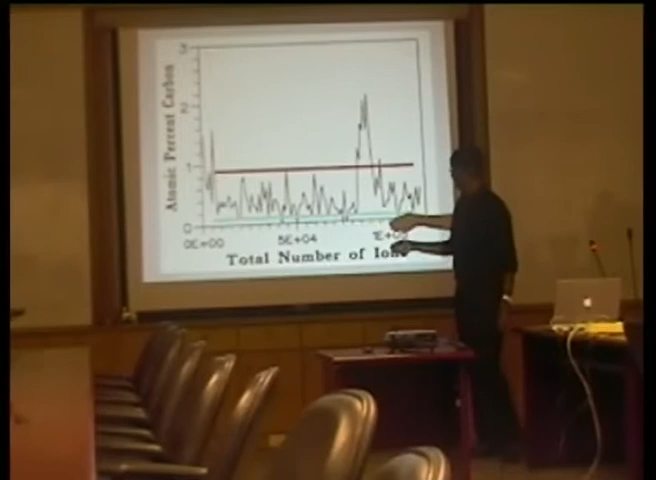 Atomic Percent Carbon
3
2
1
0
0E+00
5E+04
Total Number of Ions